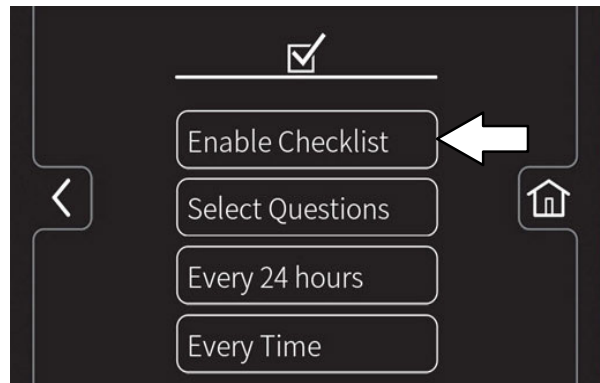 Enable Checklist
Select Questions
Every 24 hours
Every Time